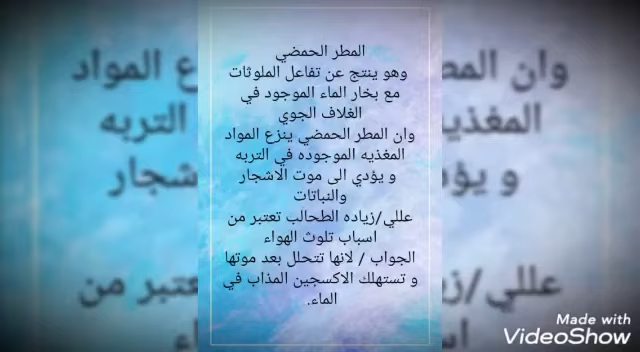 المطر الحمضي
وهو ينتج عن تفاعل الملوثات
مع بخار الماء الموجود في
الغلاف الجوي
وان المطر الحمضي ينزع المواد
المغذيه الموجوده في التربه
و يؤدي الى موت الاشجار
والنباتات
عللي/زياده الطحالب تعتبر من
اسباب تلوث الهواء
الجواب / لانها تتحلل بعد موتها
و تستهلك الاكسجين المذاب في
الماء.
Made with
VideoShow